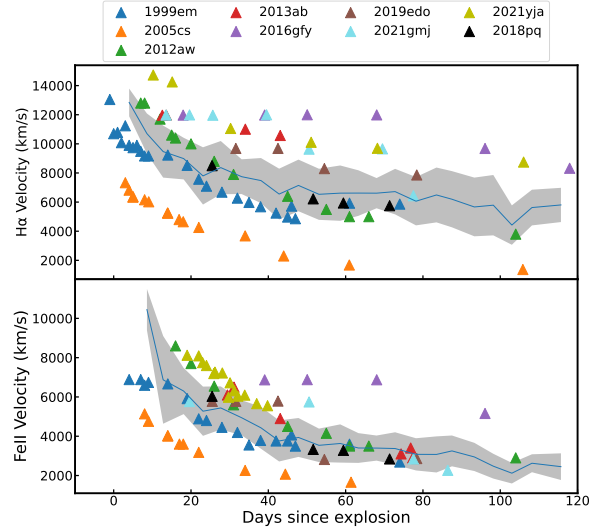 1999em 2013ab 2019edo 2021yja
2005cs 2016gfy 2021gmj 2018pq
2012aw
Hα Velocity (km/s)
14000
12000
10000
8000
6000
4000
2000
FeII Velocity (km/s)
10000
8000
6000
4000
2000
0 20 40 60 80 100 120
Days since explosion